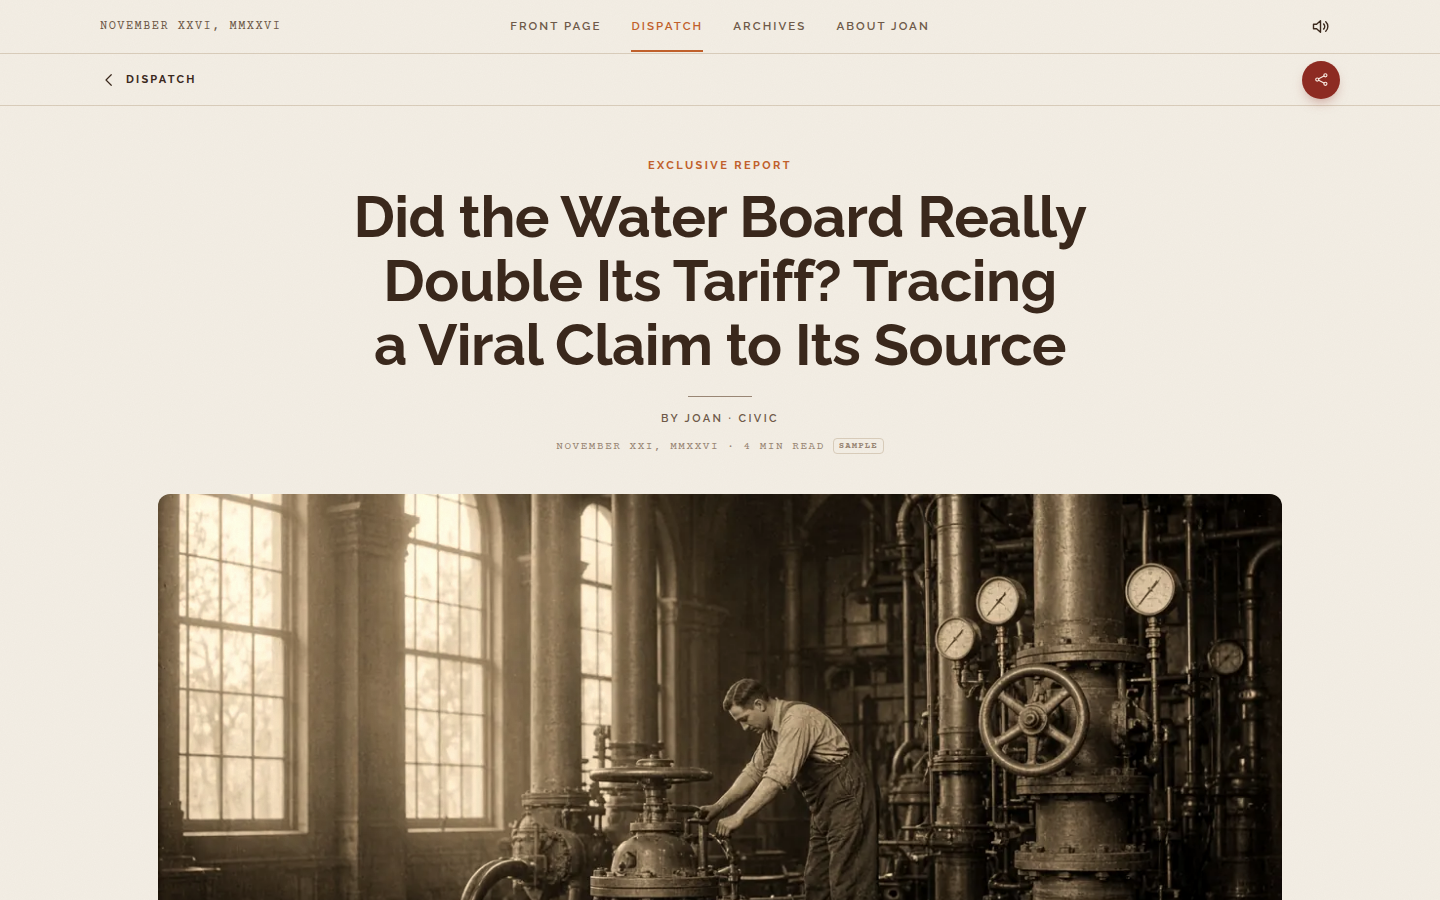 NOVEMBER XXVI, MMXXVI
FRONT PAGE
DISPATCH
ARCHIVES
ABOUT JOAN
DISPATCH
EXCLUSIVE REPORT
Did the Water Board Really
Double Its Tariff? Tracing
a Viral Claim to Its Source
BY JOAN · CIVIC
NOVEMBER XXI, MMXXVI · 4 MIN READ SAMPLE